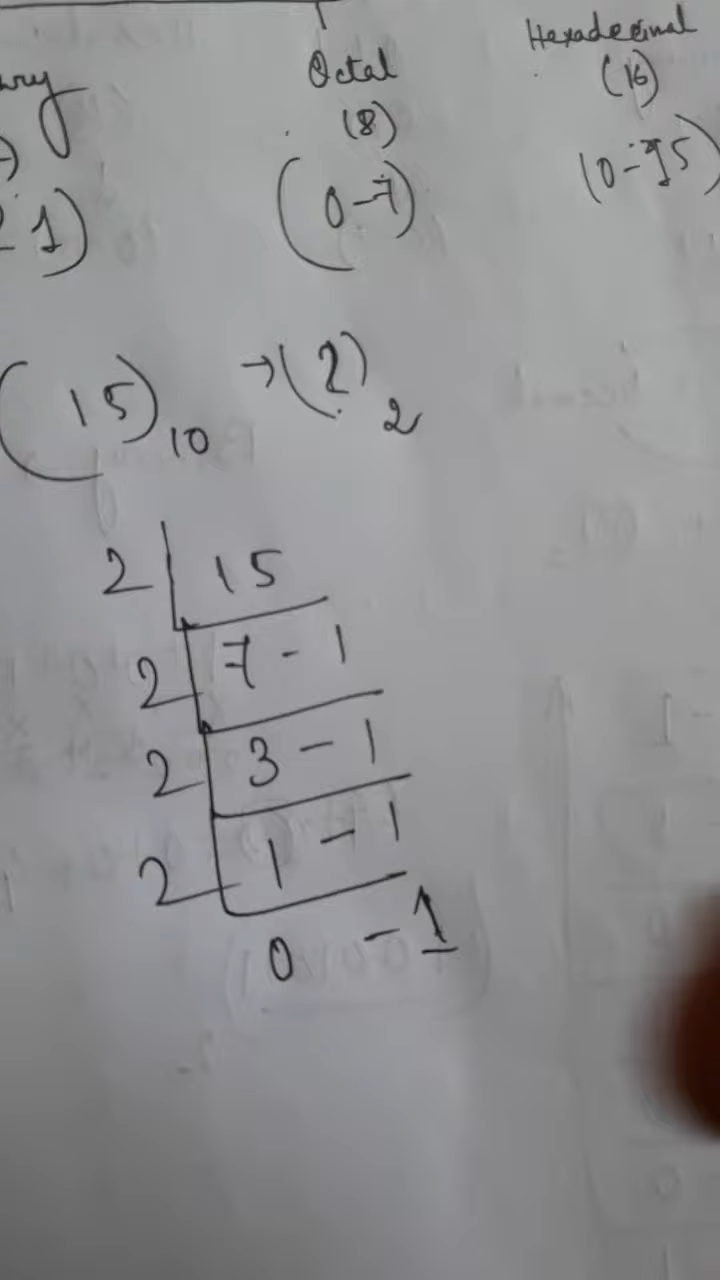 Octal Hexadecimal
(8) (16)
1) (0-7) (0-15)
(15)10 → (?)2
2 15
2 7 - 1
2 3 - 1
2 1 - 1
0 - 1